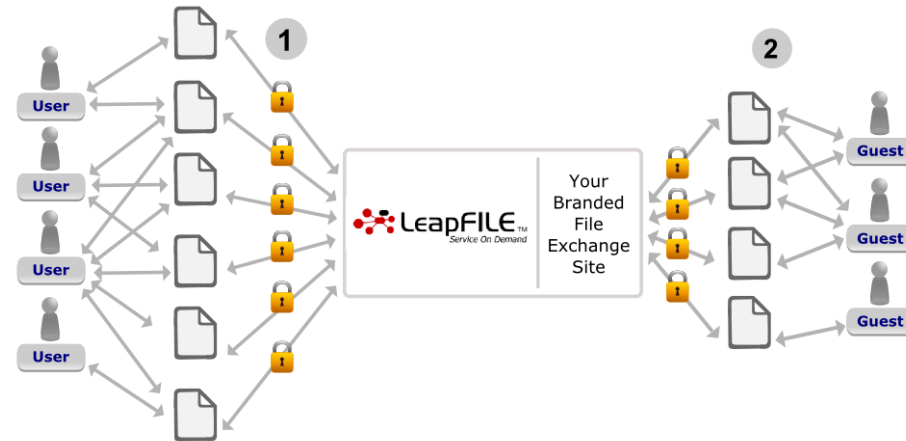 1
2
User
User
User
User
LeapFILE™
Service On Demand
Your
Branded
File
Exchange
Site
Guest
Guest
Guest